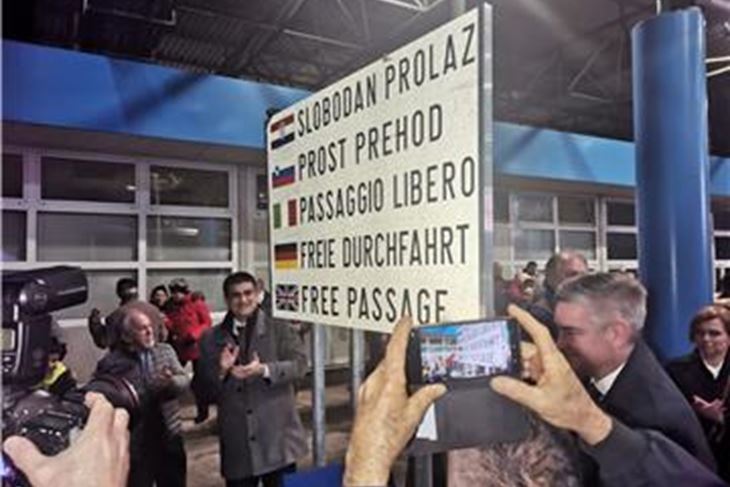 SLOBODAN PROLAZ
PROST PREHOD
PASSAGGIO LIBERO
FREIE DURCHFAHRT
FREE PASSAGE